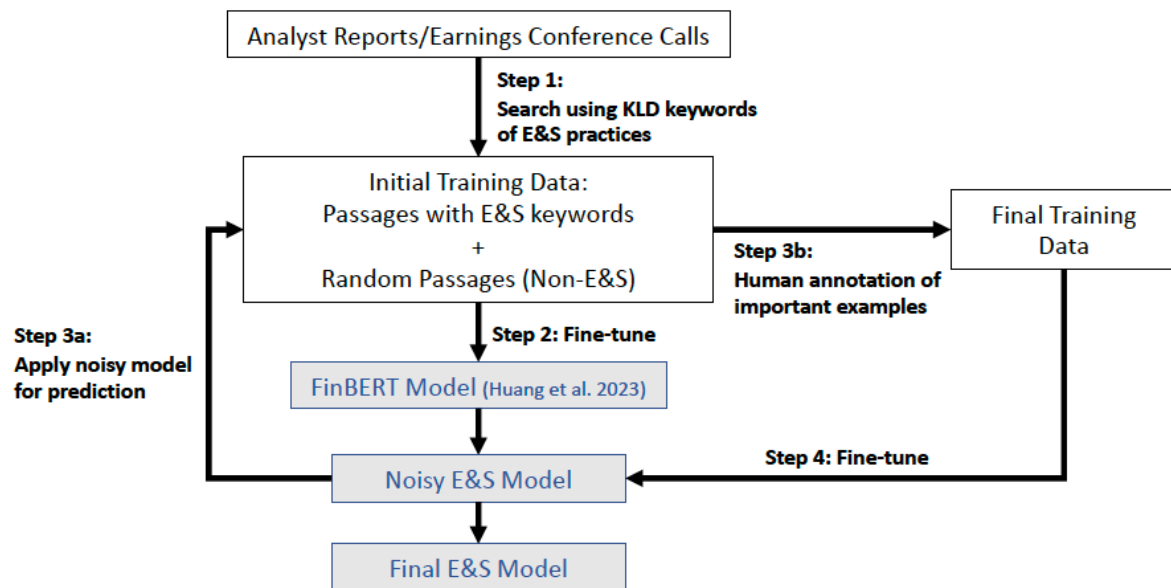 Analyst Reports/Earnings Conference Calls
Step 1:
Search using KLD keywords
of E&S practices
Initial Training Data:
Passages with E&S keywords
+
Random Passages (Non-E&S)
Final Training
Data
Step 3b:
Human annotation of
important examples
Step 3a:
Apply noisy model
for prediction
Step 2: Fine-tune
FinBERT Model (Huang et al. 2023)
Step 4: Fine-tune
Noisy E&S Model
Final E&S Model